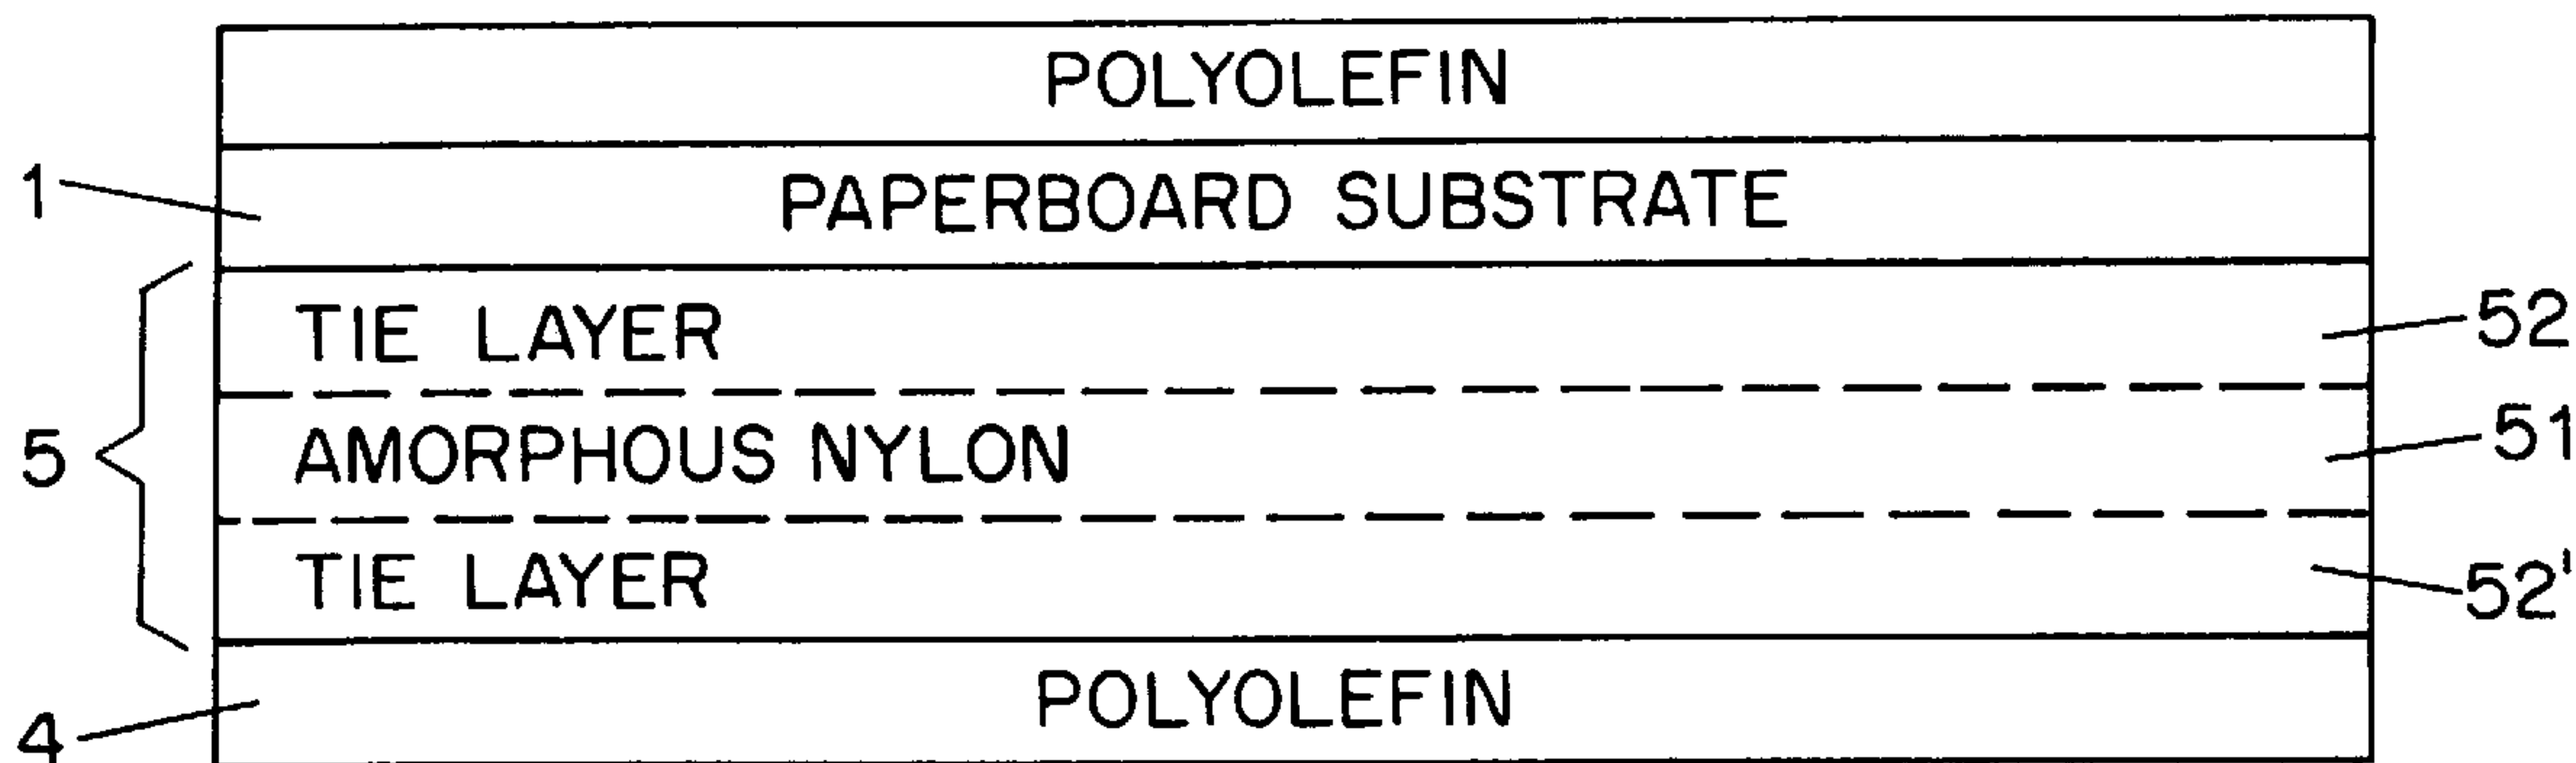 POLYOLEFIN
1 PAPERBOARD SUBSTRATE
TIE LAYER 52
5 AMORPHOUS NYLON 51
TIE LAYER 52'
4 POLYOLEFIN